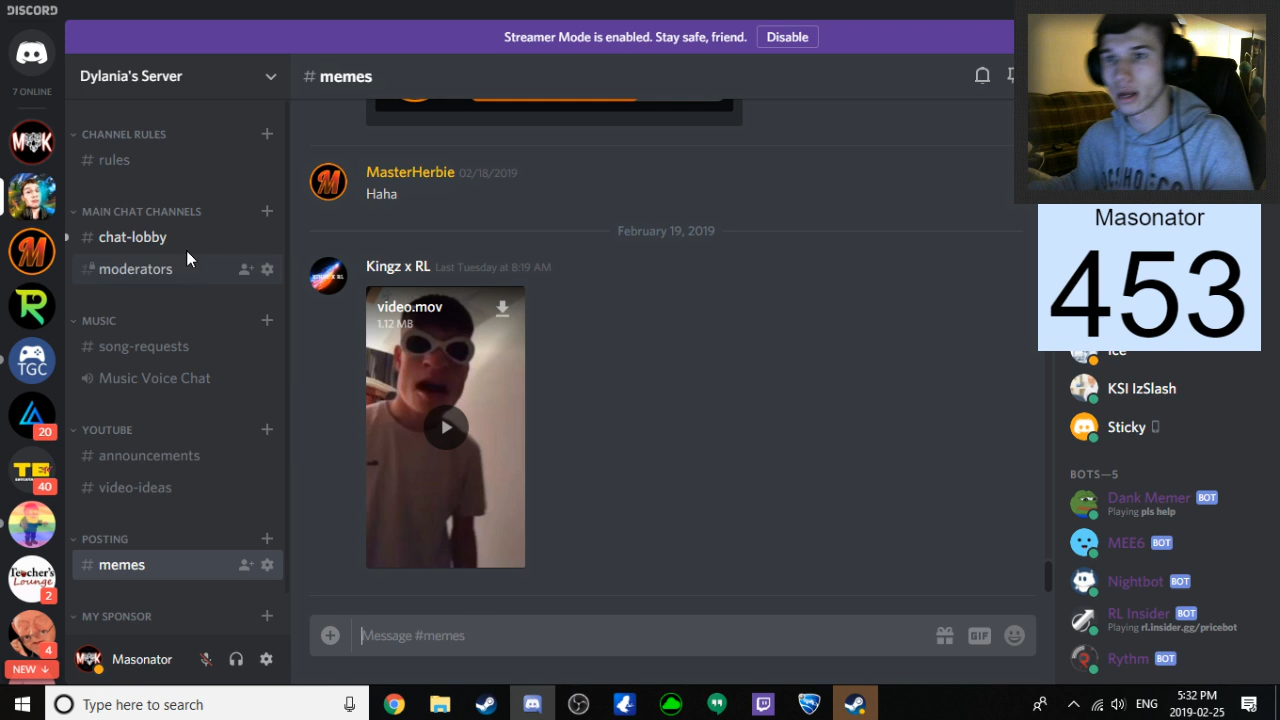 DISCORD
Streamer Mode is enabled. Stay safe, friend.
Disable
7 ONLINE
Dylania's Server
# memes
CHANNEL RULES
# rules
MAIN CHAT CHANNELS
# chat-lobby
moderators
MUSIC
# song-requests
Music Voice Chat
YOUTUBE
# announcements
# video-ideas
POSTING
# memes
MY SPONSOR
Masonator
MasterHerbie 02/18/2019
Haha
February 19, 2019
Kingz x RL Last Tuesday at 8:19 AM
video.mov
1.12 MB
Message #memes
GIF
Masonator
453
Ice
KSI IzSlash
Sticky
BOTS—5
Dank Memer BOT
Playing pls help
MEE6 BOT
Nightbot BOT
RL Insider BOT
Playing rl.insider.gg/pricebot
Rythm BOT
TGC
20
40
Teacher's
Lounge
2
4
NEW ↓
Type here to search
ENG
5:32 PM
2019-02-25